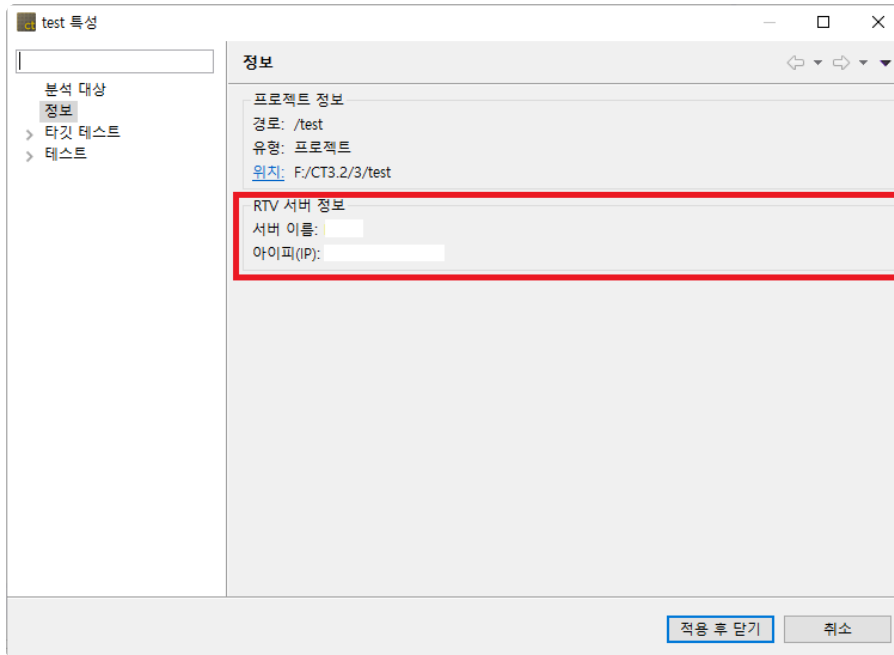 ct test 특성
정보
분석 대상
정보
타깃 테스트
테스트
프로젝트 정보
경로: /test
유형: 프로젝트
위치: F:/CT3.2/3/test
RTV 서버 정보
서버 이름:
아이피(IP):
적용 후 닫기
취소